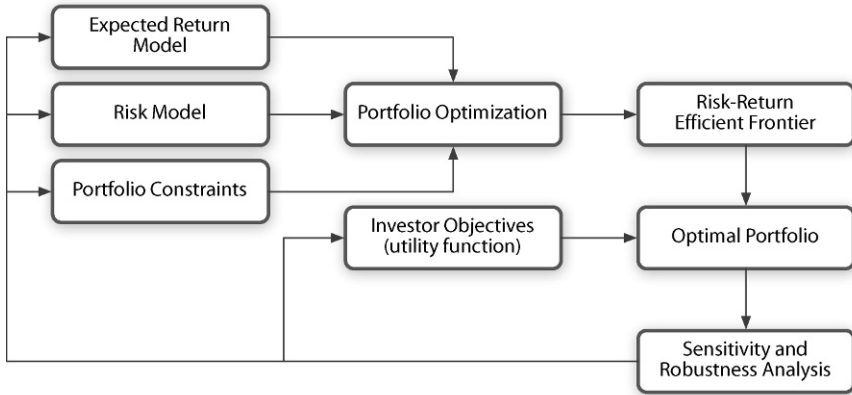 Expected Return
Model
Risk Model
Portfolio Optimization
Risk-Return
Efficient Frontier
Portfolio Constraints
Investor Objectives
(utility function)
Optimal Portfolio
Sensitivity and
Robustness Analysis